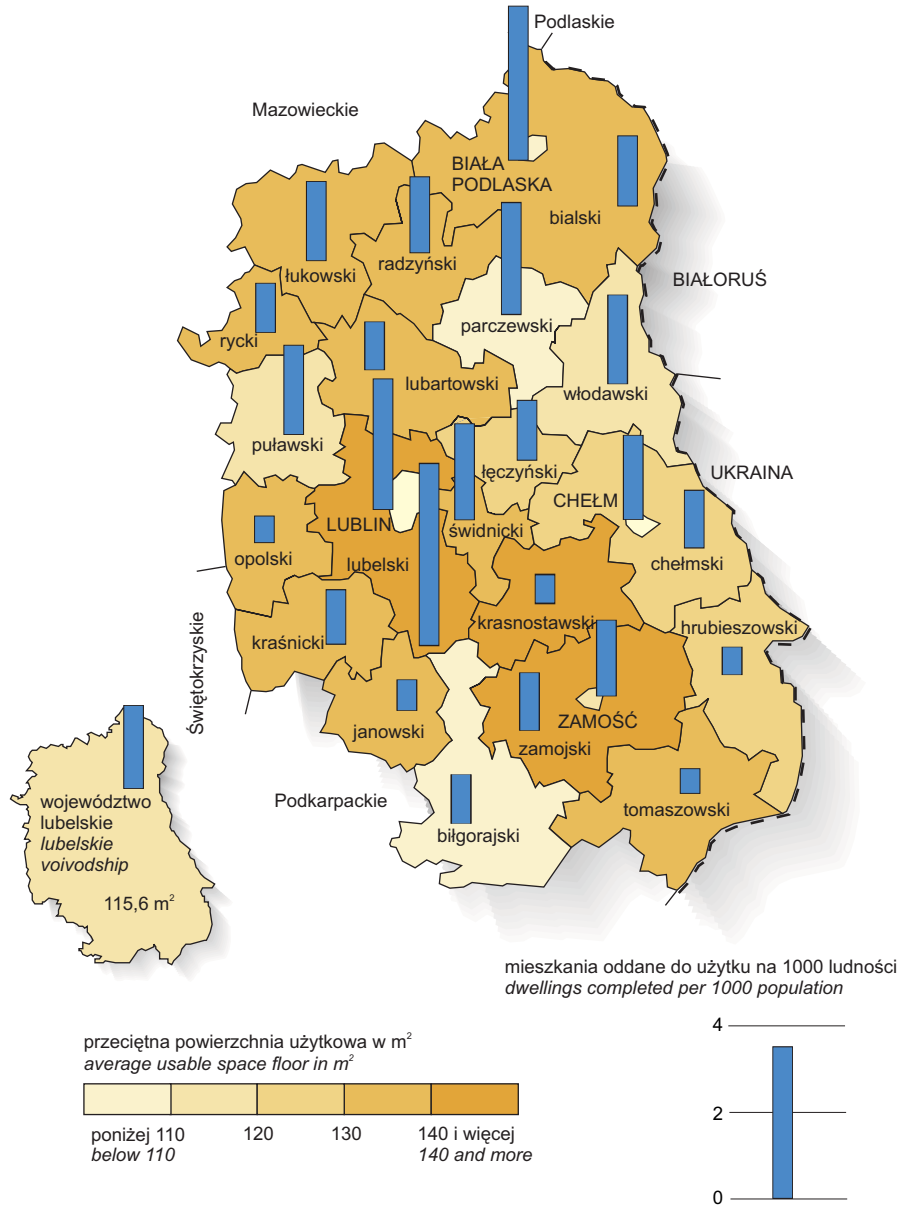 Podlaskie
Mazowieckie
BIAŁA
PODLASKA
bialski
radzyński
łukowski
BIAŁORUŚ
parczewski
rycki
lubartowski
włodawski
puławski
łęczyński
UKRAINA
CHEŁM
LUBLIN
świdnicki
opolski
lubelski
chełmski
krasnostawski
hrubieszowski
kraśnicki
Świętokrzyskie
ZAMOŚĆ
janowski
zamojski
Podkarpackie
tomaszowski
biłgorajski
województwo
lubelskie
lubelskie
voivodship
115,6 m²
mieszkania oddane do użytku na 1000 ludności
dwellings completed per 1000 population
4
2
0
przeciętna powierzchnia użytkowa w m²
average usable space floor in m²
poniżej 110 120 130 140 i więcej
below 110 140 and more